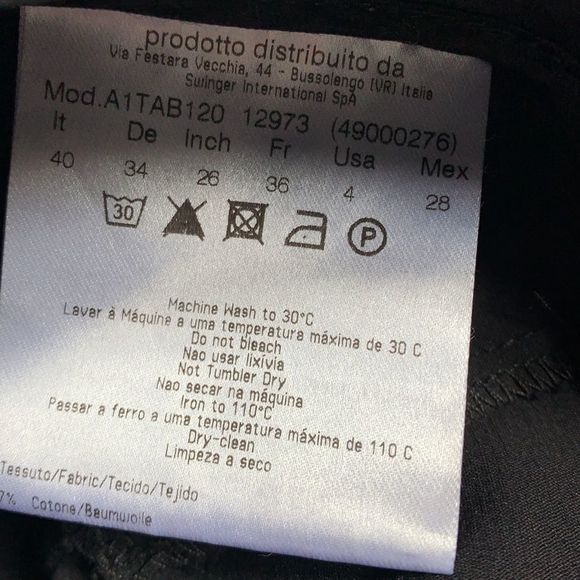 prodotto distribuito da
Via Festara Vecchia, 44 - Bussolengo (VR) Italia
Swinger International SpA
Mod.A1TAB120 12973 (49000276)
It De Inch Fr Usa Mex
40 34 26 36 4 28
30 P
Machine Wash to 30°C
Lavar à Máquina a uma temperatura máxima de 30 C
Do not bleach
Nao usar lixívia
Not Tumbler Dry
Nao secar na máquina
Iron to 110°C
Passar a ferro a uma temperatura máxima de 110 C
Dry-clean
Limpeza a seco
Tessuto/Fabric/Tecido/Tejido
7% Cotone/Baumwolle